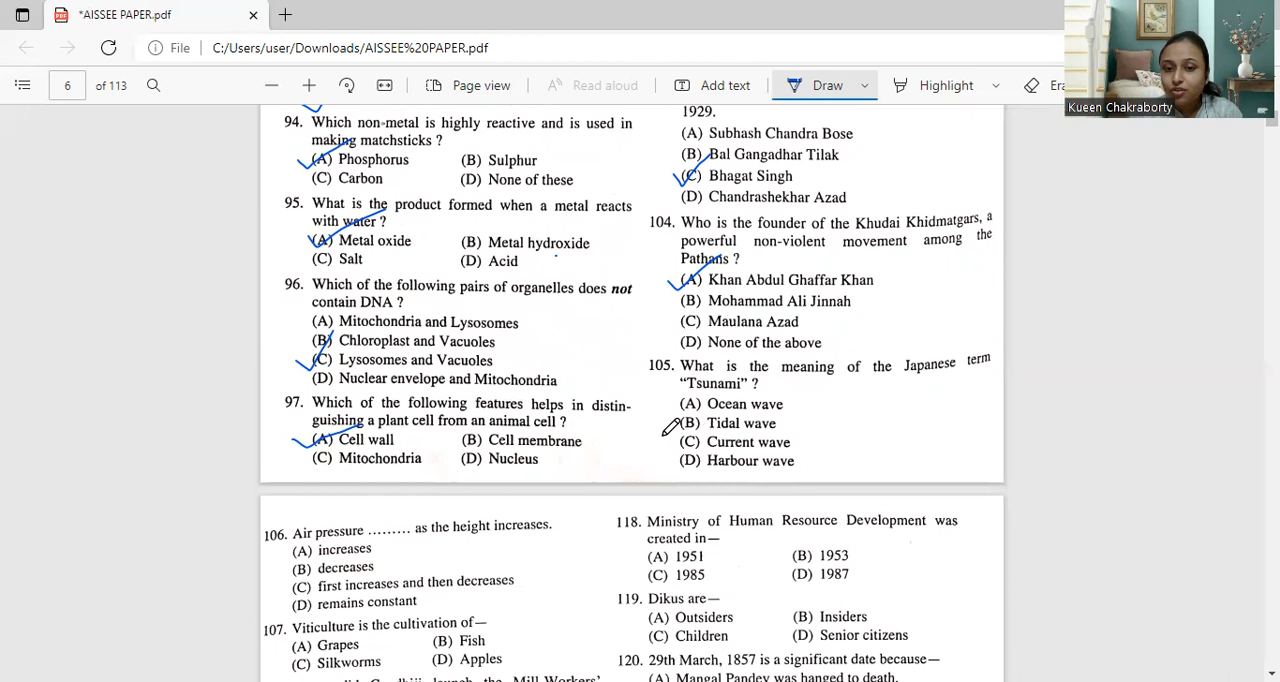 *AISSEE PAPER.pdf
File C:/Users/user/Downloads/AISSEE%20PAPER.pdf
6 of 113
Page view
Read aloud
Add text
Draw
Highlight
Kueen Chakraborty
94. Which non-metal is highly reactive and is used in
making matchsticks ?
(A) Phosphorus (B) Sulphur
(C) Carbon (D) None of these
95. What is the product formed when a metal reacts
with water ?
(A) Metal oxide (B) Metal hydroxide
(C) Salt (D) Acid
96. Which of the following pairs of organelles does not
contain DNA ?
(A) Mitochondria and Lysosomes
(B) Chloroplast and Vacuoles
(C) Lysosomes and Vacuoles
(D) Nuclear envelope and Mitochondria
97. Which of the following features helps in distin-
guishing a plant cell from an animal cell ?
(A) Cell wall (B) Cell membrane
(C) Mitochondria (D) Nucleus
1929.
(A) Subhash Chandra Bose
(B) Bal Gangadhar Tilak
(C) Bhagat Singh
(D) Chandrashekhar Azad
104. Who is the founder of the Khudai Khidmatgars, a
powerful non-violent movement among the
Pathans ?
(A) Khan Abdul Ghaffar Khan
(B) Mohammad Ali Jinnah
(C) Maulana Azad
(D) None of the above
105. What is the meaning of the Japanese term
"Tsunami" ?
(A) Ocean wave
(B) Tidal wave
(C) Current wave
(D) Harbour wave
106. Air pressure ......... as the height increases.
(A) increases
(B) decreases
(C) first increases and then decreases
(D) remains constant
107. Viticulture is the cultivation of—
(A) Grapes (B) Fish
(C) Silkworms (D) Apples
Gandhiji launch the Mill Workers'
118. Ministry of Human Resource Development was
created in—
(A) 1951 (B) 1953
(C) 1985 (D) 1987
119. Dikus are—
(A) Outsiders (B) Insiders
(C) Children (D) Senior citizens
120. 29th March, 1857 is a significant date because—
(A) Mangal Pandey was hanged to death.